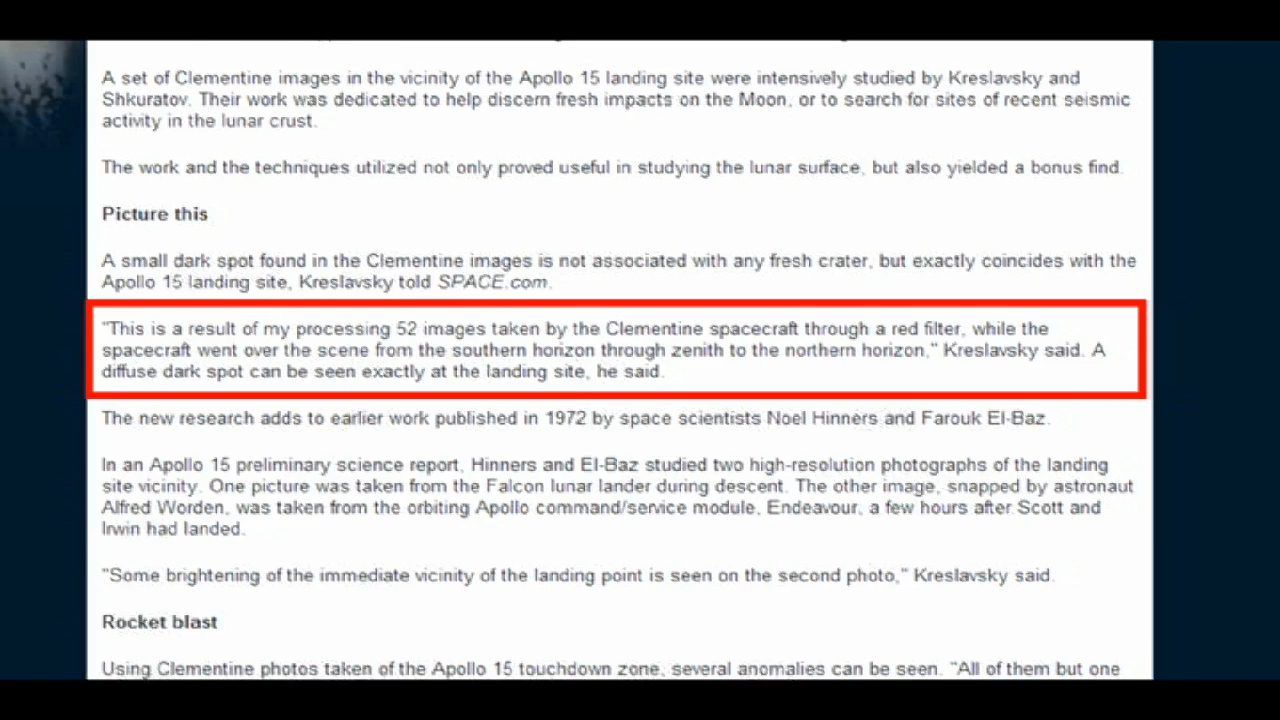 A set of Clementine images in the vicinity of the Apollo 15 landing site were intensively studied by Kreslavsky and
Shkuratov. Their work was dedicated to help discern fresh impacts on the Moon, or to search for sites of recent seismic
activity in the lunar crust.
The work and the techniques utilized not only proved useful in studying the lunar surface, but also yielded a bonus find.
Picture this
A small dark spot found in the Clementine images is not associated with any fresh crater, but exactly coincides with the
Apollo 15 landing site, Kreslavsky told SPACE.com.
"This is a result of my processing 52 images taken by the Clementine spacecraft through a red filter, while the
spacecraft went over the scene from the southern horizon through zenith to the northern horizon," Kreslavsky said. A
diffuse dark spot can be seen exactly at the landing site, he said.
The new research adds to earlier work published in 1972 by space scientists Noel Hinners and Farouk El-Baz.
In an Apollo 15 preliminary science report, Hinners and El-Baz studied two high-resolution photographs of the landing
site vicinity. One picture was taken from the Falcon lunar lander during descent. The other image, snapped by astronaut
Alfred Worden, was taken from the orbiting Apollo command/service module, Endeavour, a few hours after Scott and
Irwin had landed.
"Some brightening of the immediate vicinity of the landing point is seen on the second photo," Kreslavsky said.
Rocket blast
Using Clementine photos taken of the Apollo 15 touchdown zone, several anomalies can be seen. "All of them but one